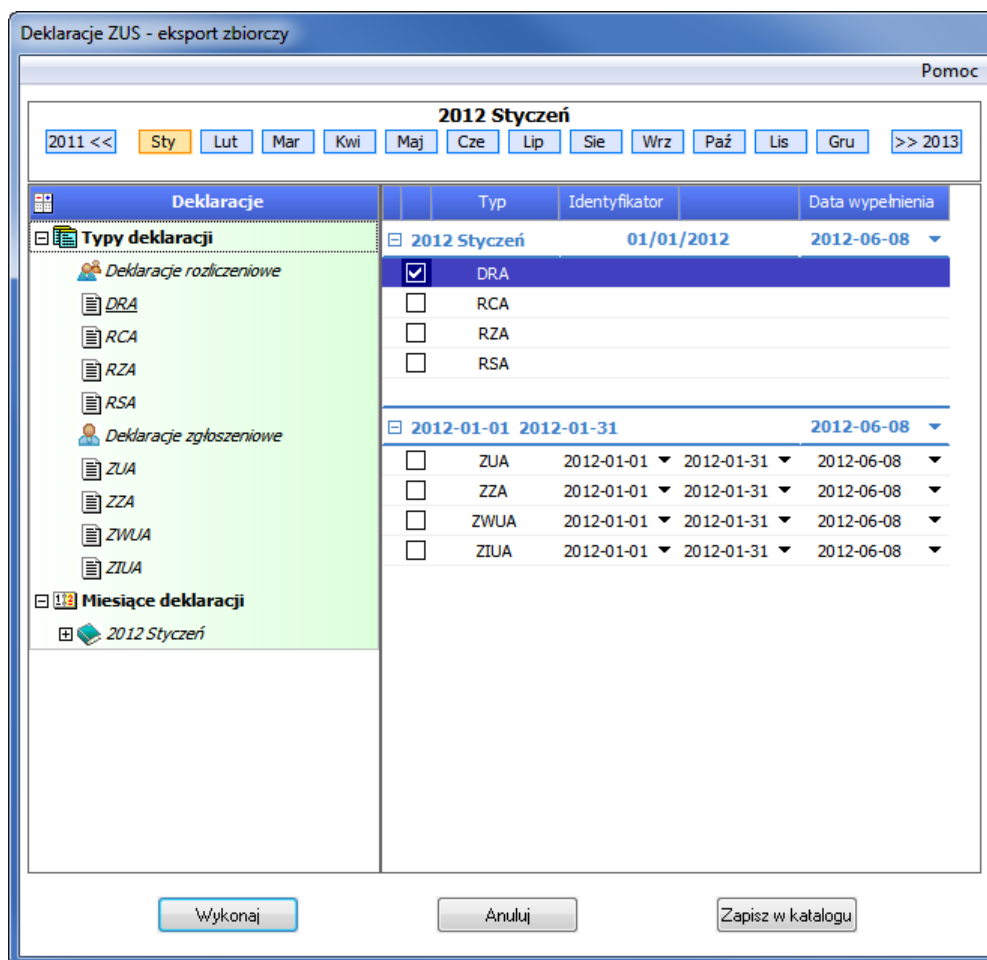 Deklaracje ZUS - eksport zbiorczy
Pomoc
2012 Styczeń
2011 << Sty Lut Mar Kwi Maj Cze Lip Sie Wrz Paź Lis Gru >> 2013
Deklaracje
Typy deklaracji
Deklaracje rozliczeniowe
DRA
RCA
RZA
RSA
Deklaracje zgłoszeniowe
ZUA
ZZA
ZWUA
ZIUA
Miesiące deklaracji
2012 Styczeń
Typ Identyfikator Data wypełnienia
2012 Styczeń 01/01/2012 2012-06-08
DRA
RCA
RZA
RSA
2012-01-01 2012-01-31 2012-06-08
ZUA 2012-01-01 2012-01-31 2012-06-08
ZZA 2012-01-01 2012-01-31 2012-06-08
ZWUA 2012-01-01 2012-01-31 2012-06-08
ZIUA 2012-01-01 2012-01-31 2012-06-08
Wykonaj Anuluj Zapisz w katalogu